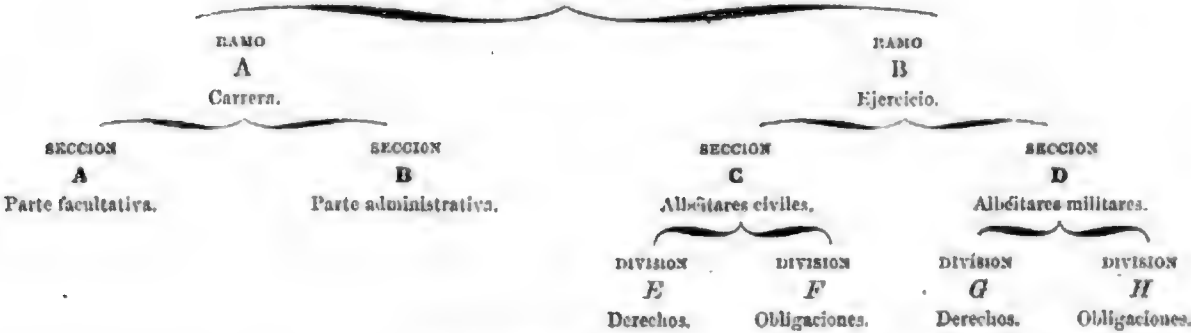 RAMO
A
Carrera.
RAMO
B
Ejercicio.
SECCION
A
Parte facultativa.
SECCION
B
Parte administrativa.
SECCION
C
Albéitares civiles.
SECCION
D
Albéitares militares.
DIVISION
E
Derechos.
DIVISION
F
Obligaciones.
DIVISION
G
Derechos.
DIVISION
H
Obligaciones.